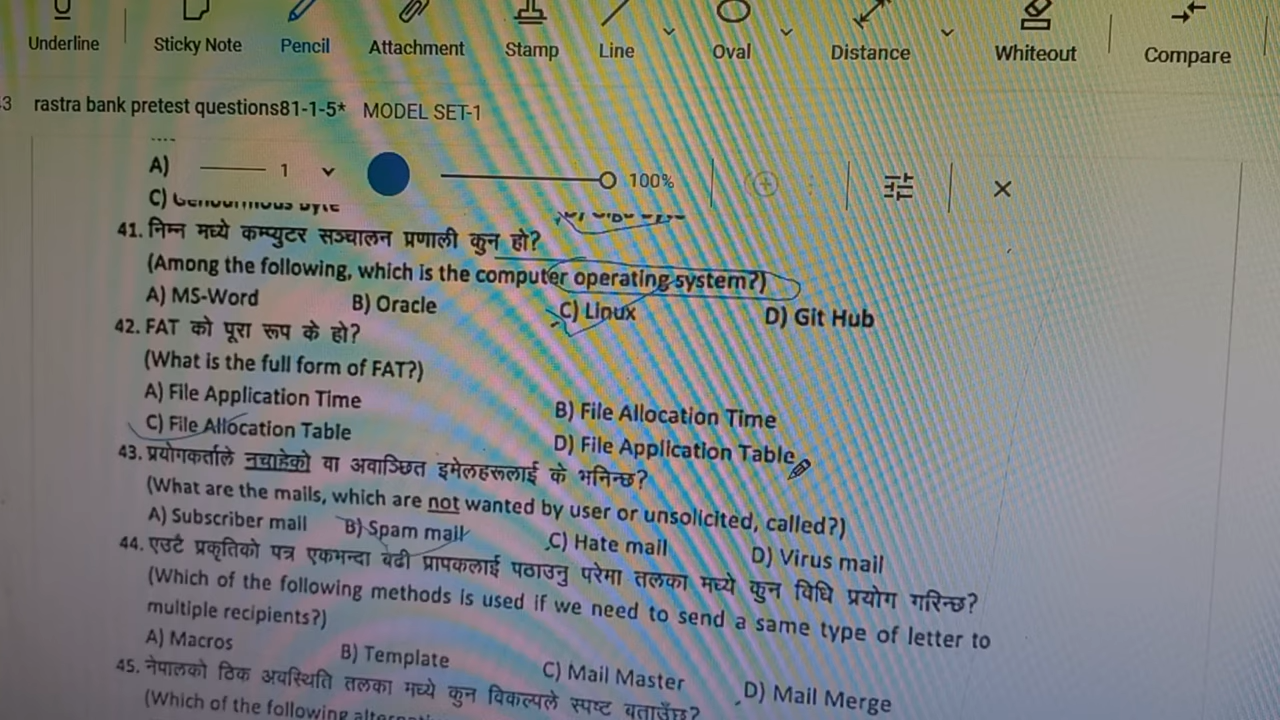 Underline Sticky Note Pencil Attachment Stamp Line Oval Distance Whiteout Compare
rastra bank pretest questions81-1-5* MODEL SET-1
A) 1 100%
C)
41. निम्न मध्ये कम्प्युटर सञ्चालन प्रणाली कुन हो?
(Among the following, which is the computer operating system?)
A) MS-Word B) Oracle C) Linux D) Git Hub
42. FAT को पूरा रूप के हो?
(What is the full form of FAT?)
A) File Application Time B) File Allocation Time
C) File Allocation Table D) File Application Table
43. प्रयोगकर्ताले नचाहेको वा अवाञ्छित इमेलहरूलाई के भनिन्छ?
(What are the mails, which are not wanted by user or unsolicited, called?)
A) Subscriber mail B) Spam mail C) Hate mail D) Virus mail
44. एउटै प्रकृतिको पत्र एकभन्दा बढी प्रापकलाई पठाउनु परेमा तलका मध्ये कुन विधि प्रयोग गरिन्छ?
(Which of the following methods is used if we need to send a same type of letter to
multiple recipients?)
A) Macros B) Template C) Mail Master D) Mail Merge
45. नेपालको ठिक अवस्थिति तलका मध्ये कुन विकल्पले स्पष्ट बताउँछ?
(Which of the following